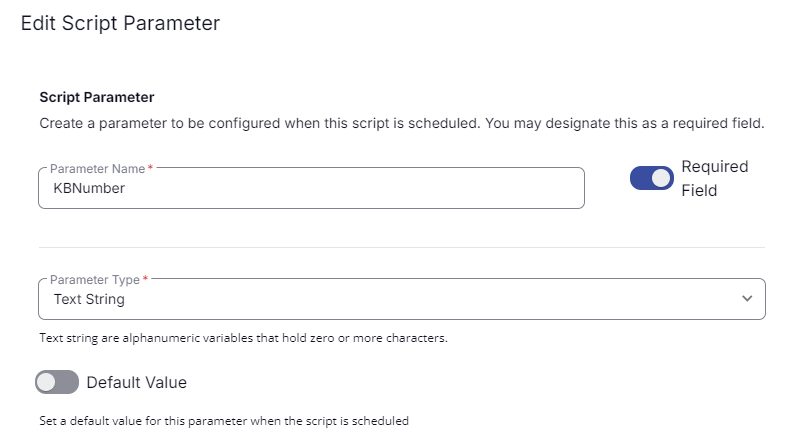 Edit Script Parameter
Script Parameter
Create a parameter to be configured when this script is scheduled. You may designate this as a required field.
Parameter Name *
KBNumber
Required
Field
Parameter Type *
Text String
Text string are alphanumeric variables that hold zero or more characters.
Default Value
Set a default value for this parameter when the script is scheduled